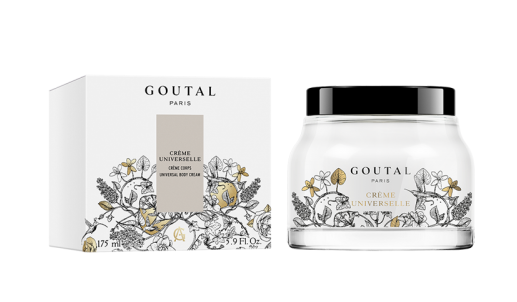 GOUTAL
PARIS
CRÈME
UNIVERSELLE
CRÈME CORPS
UNIVERSAL BODY CREAM
175 ml
5.9 Fl. Oz.
GOUTAL
PARIS
CRÈME
UNIVERSELLE